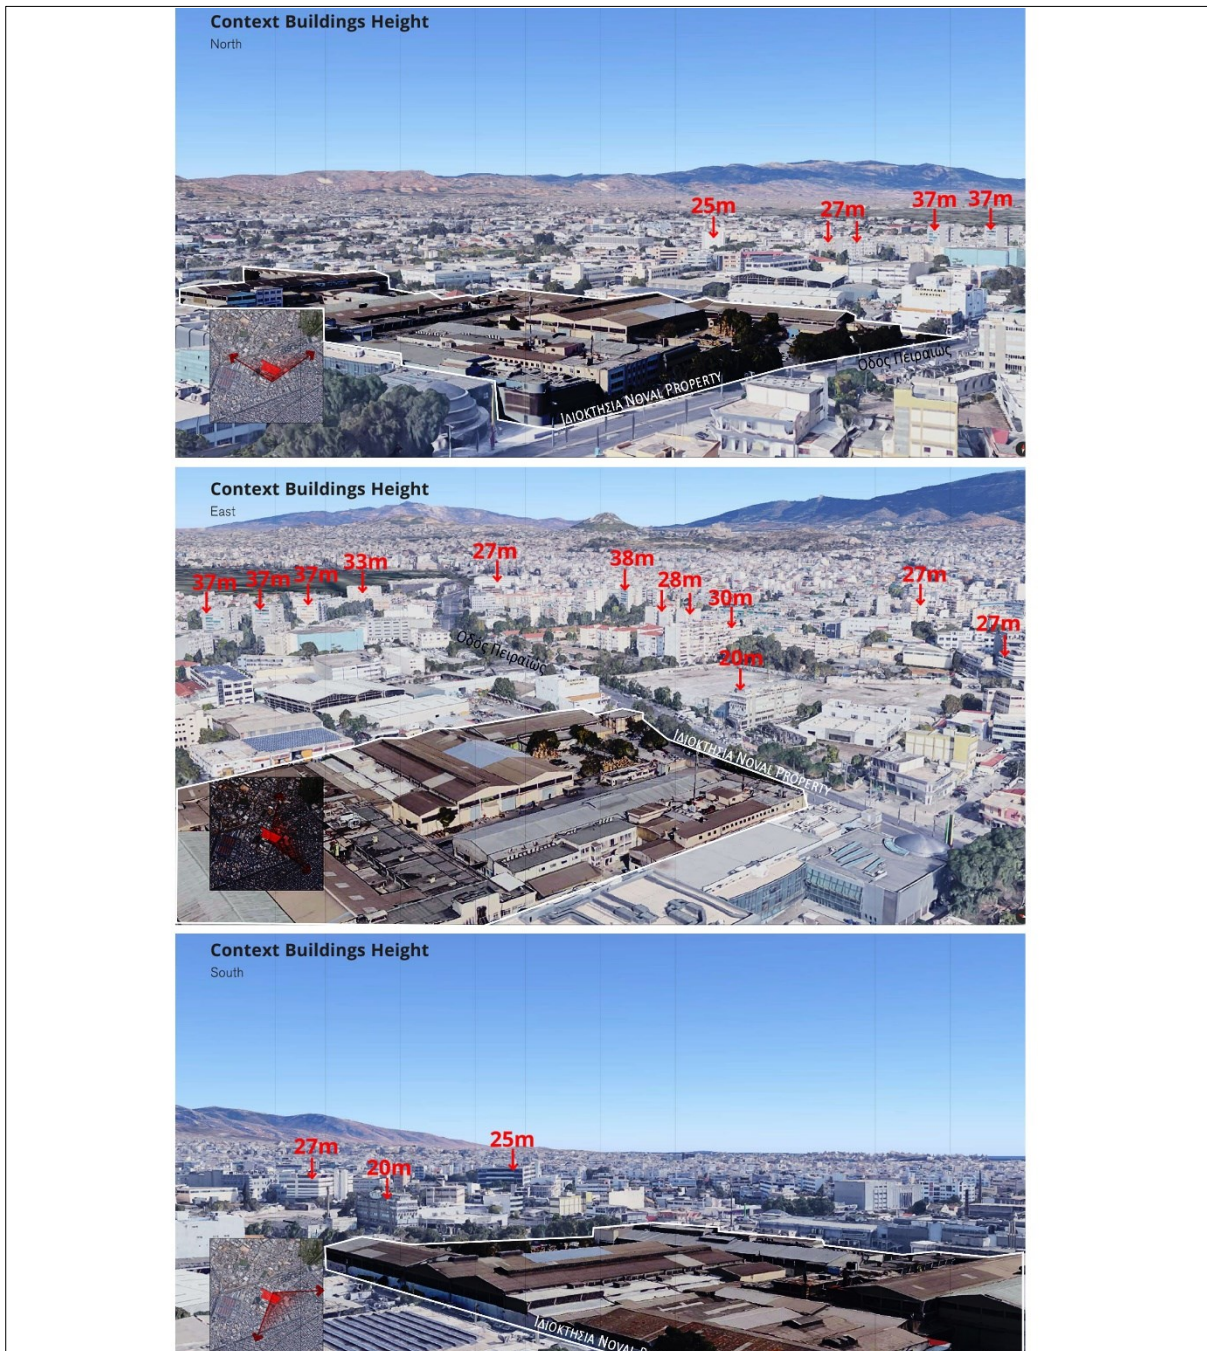 Context Buildings Height
North
25m
27m
37m
37m
Οδός Πειραιώς
ΙΔΙΟΚΤΗΣΙΑ NOVAL PROPERTY
Context Buildings Height
East
37m
37m
37m
33m
27m
38m
28m
30m
27m
27m
20m
Οδός Πειραιώς
ΙΔΙΟΚΤΗΣΙΑ NOVAL PROPERTY
Context Buildings Height
South
27m
20m
25m
ΙΔΙΟΚΤΗΣΙΑ NOVAL